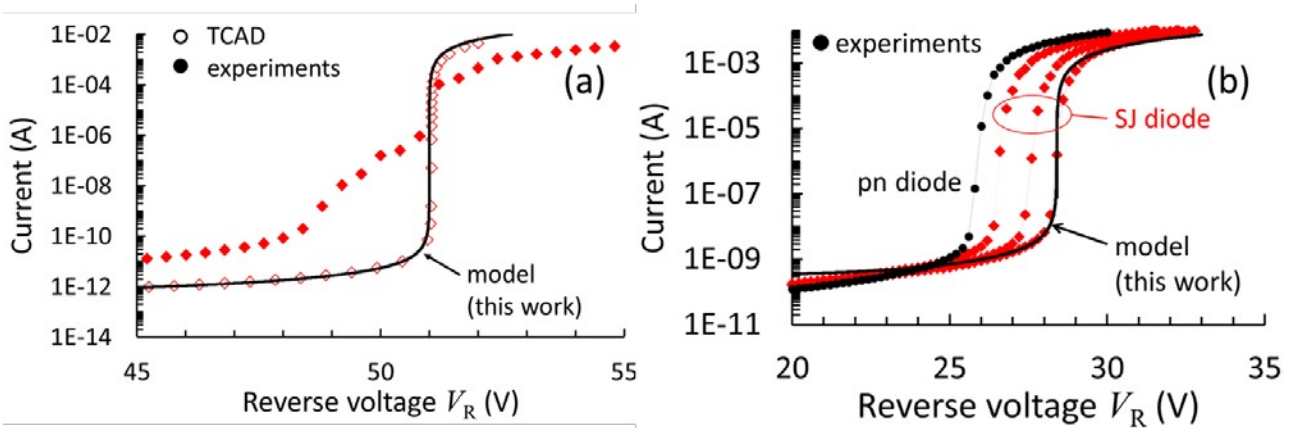 1E-02
1E-04
1E-06
1E-08
1E-10
1E-12
1E-14
Current (A)
TCAD
experiments
(a)
model
(this work)
45
50
55
Reverse voltage VR (V)
1E-03
1E-05
1E-07
1E-09
1E-11
Current (A)
experiments
(b)
SJ diode
pn diode
model
(this work)
20
25
30
35
Reverse voltage VR (V)